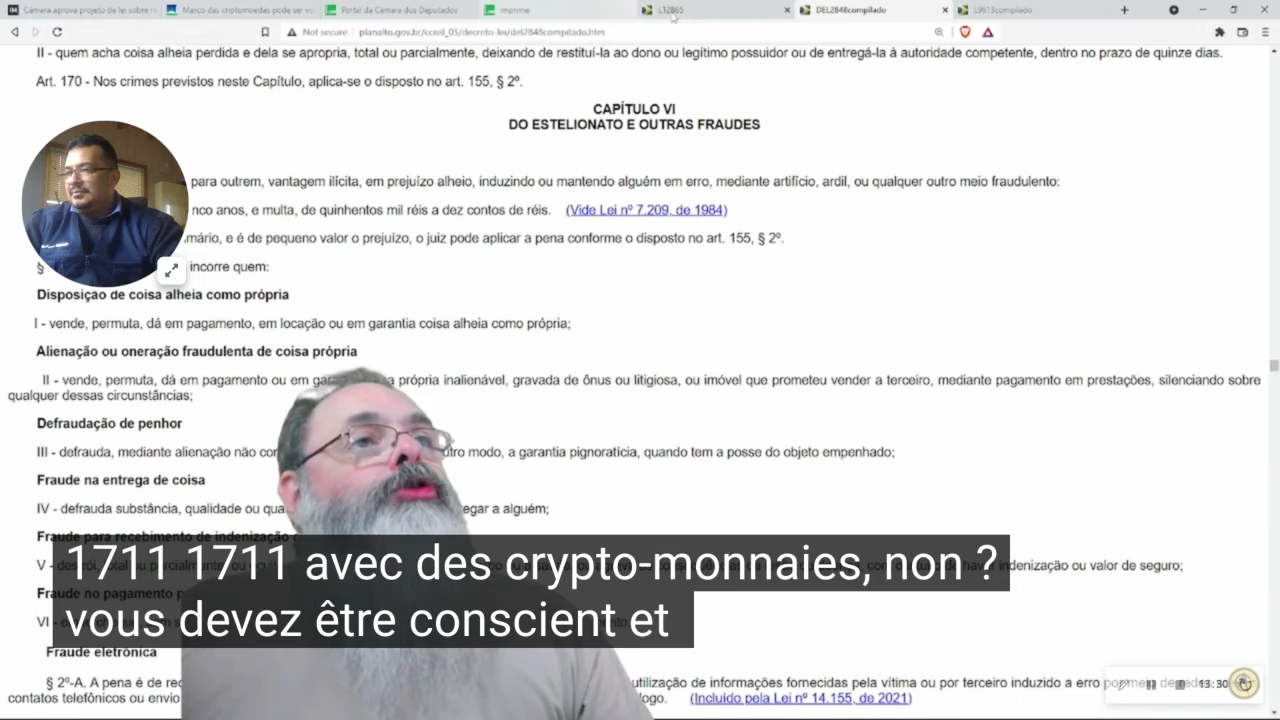 Câmara aprova projeto de lei sobre r
Marco das criptomoedas pode ser vo
Portal da Câmara dos Deputados
imprime
L12865
DEL2848compilado
L9613compilado
Not secure
planalto.gov.br/ccivil_03/decreto-lei/del2848compilado.htm
II - quem acha coisa alheia perdida e dela se apropria, total ou parcialmente, deixando de restituí-la ao dono ou legítimo possuidor ou de entregá-la à autoridade competente, dentro no prazo de quinze dias.
Art. 170 - Nos crimes previstos neste Capítulo, aplica-se o disposto no art. 155, § 2º.
CAPÍTULO VI
DO ESTELIONATO E OUTRAS FRAUDES
para outrem, vantagem ilícita, em prejuízo alheio, induzindo ou mantendo alguém em erro, mediante artifício, ardil, ou qualquer outro meio fraudulento:
nco anos, e multa, de quinhentos mil réis a dez contos de réis. (Vide Lei nº 7.209, de 1984)
mário, e é de pequeno valor o prejuízo, o juiz pode aplicar a pena conforme o disposto no art. 155, § 2º.
§ incorre quem:
Disposição de coisa alheia como própria
I - vende, permuta, dá em pagamento, em locação ou em garantia coisa alheia como própria;
Alienação ou oneração fraudulenta de coisa própria
II - vende, permuta, dá em pagamento ou em própria inalienável, gravada de ônus ou litigiosa, ou imóvel que prometeu vender a terceiro, mediante pagamento em prestações, silenciando sobre
qualquer dessas circunstâncias;
Defraudação de penhor
III - defrauda, mediante alienação não outro modo, a garantia pignoratícia, quando tem a posse do objeto empenhado;
Fraude na entrega de coisa
IV - defrauda substância, qualidade ou a alguém;
Fraude para recebimento de indenização
1711 1711 avec des crypto-monnaies, non ?
indenização ou valor de seguro;
Fraude no pagamento
vous devez être conscient et
Fraude eletrônica
§ 2º-A. A pena é de utilização de informações fornecidas pela vítima ou por terceiro induzido a erro
13:30
contatos telefônicos ou envio (Incluído pela Lei nº 14.155, de 2021)